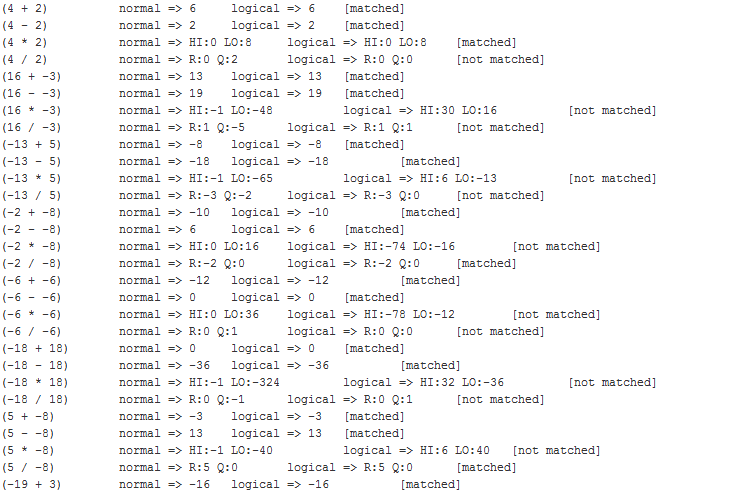 (4 + 2) normal => 6 logical => 6 [matched]
(4 - 2) normal => 2 logical => 2 [matched]
(4 * 2) normal => HI:0 LO:8 logical => HI:0 LO:8 [matched]
(4 / 2) normal => R:0 Q:2 logical => R:0 Q:0 [not matched]
(16 + -3) normal => 13 logical => 13 [matched]
(16 - -3) normal => 19 logical => 19 [matched]
(16 * -3) normal => HI:-1 LO:-48 logical => HI:30 LO:16 [not matched]
(16 / -3) normal => R:1 Q:-5 logical => R:1 Q:1 [not matched]
(-13 + 5) normal => -8 logical => -8 [matched]
(-13 - 5) normal => -18 logical => -18 [matched]
(-13 * 5) normal => HI:-1 LO:-65 logical => HI:6 LO:-13 [not matched]
(-13 / 5) normal => R:-3 Q:-2 logical => R:-3 Q:0 [not matched]
(-2 + -8) normal => -10 logical => -10 [matched]
(-2 - -8) normal => 6 logical => 6 [matched]
(-2 * -8) normal => HI:0 LO:16 logical => HI:-74 LO:-16 [not matched]
(-2 / -8) normal => R:-2 Q:0 logical => R:-2 Q:0 [matched]
(-6 + -6) normal => -12 logical => -12 [matched]
(-6 - -6) normal => 0 logical => 0 [matched]
(-6 * -6) normal => HI:0 LO:36 logical => HI:-78 LO:-12 [not matched]
(-6 / -6) normal => R:0 Q:1 logical => R:0 Q:0 [not matched]
(-18 + 18) normal => 0 logical => 0 [matched]
(-18 - 18) normal => -36 logical => -36 [matched]
(-18 * 18) normal => HI:-1 LO:-324 logical => HI:32 LO:-36 [not matched]
(-18 / 18) normal => R:0 Q:-1 logical => R:0 Q:1 [not matched]
(5 + -8) normal => -3 logical => -3 [matched]
(5 - -8) normal => 13 logical => 13 [matched]
(5 * -8) normal => HI:-1 LO:-40 logical => HI:6 LO:40 [not matched]
(5 / -8) normal => R:5 Q:0 logical => R:5 Q:0 [matched]
(-19 + 3) normal => -16 logical => -16 [matched]